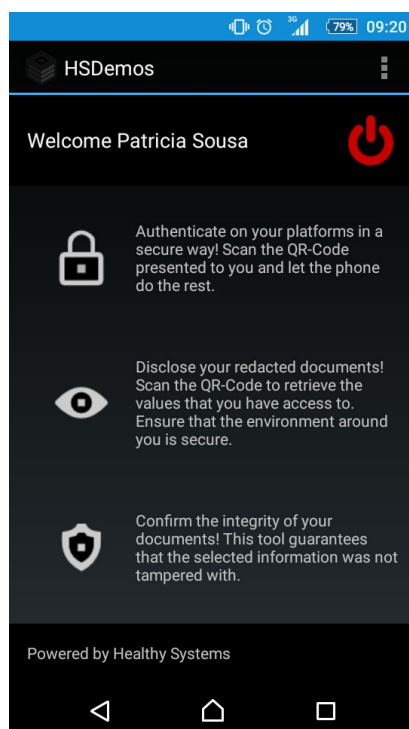 3G 79% 09:20
HSDemos
Welcome Patricia Sousa
Authenticate on your platforms in a
secure way! Scan the QR-Code
presented to you and let the phone
do the rest.
Disclose your redacted documents!
Scan the QR-Code to retrieve the
values that you have access to.
Ensure that the environment around
you is secure.
Confirm the integrity of your
documents! This tool guarantees
that the selected information was not
tampered with.
Powered by Healthy Systems